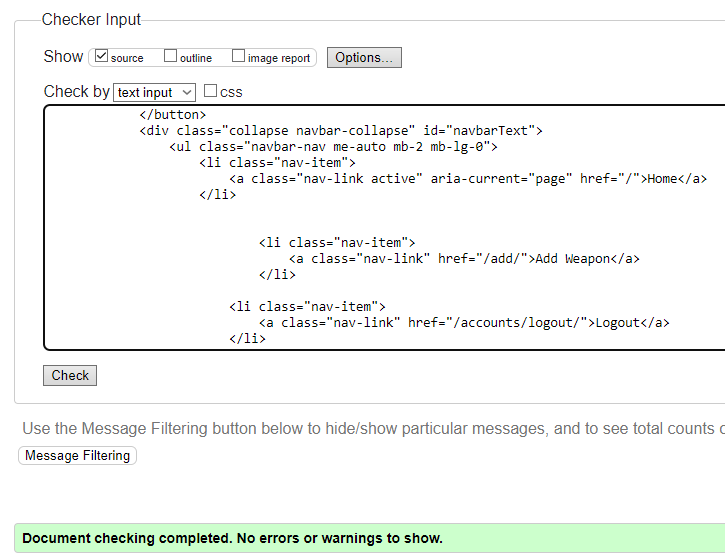 Checker Input
Show source outline image report Options...
Check by text input css
</button>
<div class="collapse navbar-collapse" id="navbarText">
<ul class="navbar-nav me-auto mb-2 mb-lg-0">
<li class="nav-item">
<a class="nav-link active" aria-current="page" href="/">Home</a>
</li>
<li class="nav-item">
<a class="nav-link" href="/add/">Add Weapon</a>
</li>
<li class="nav-item">
<a class="nav-link" href="/accounts/logout/">Logout</a>
</li>
Check
Use the Message Filtering button below to hide/show particular messages, and to see total counts
Message Filtering
Document checking completed. No errors or warnings to show.